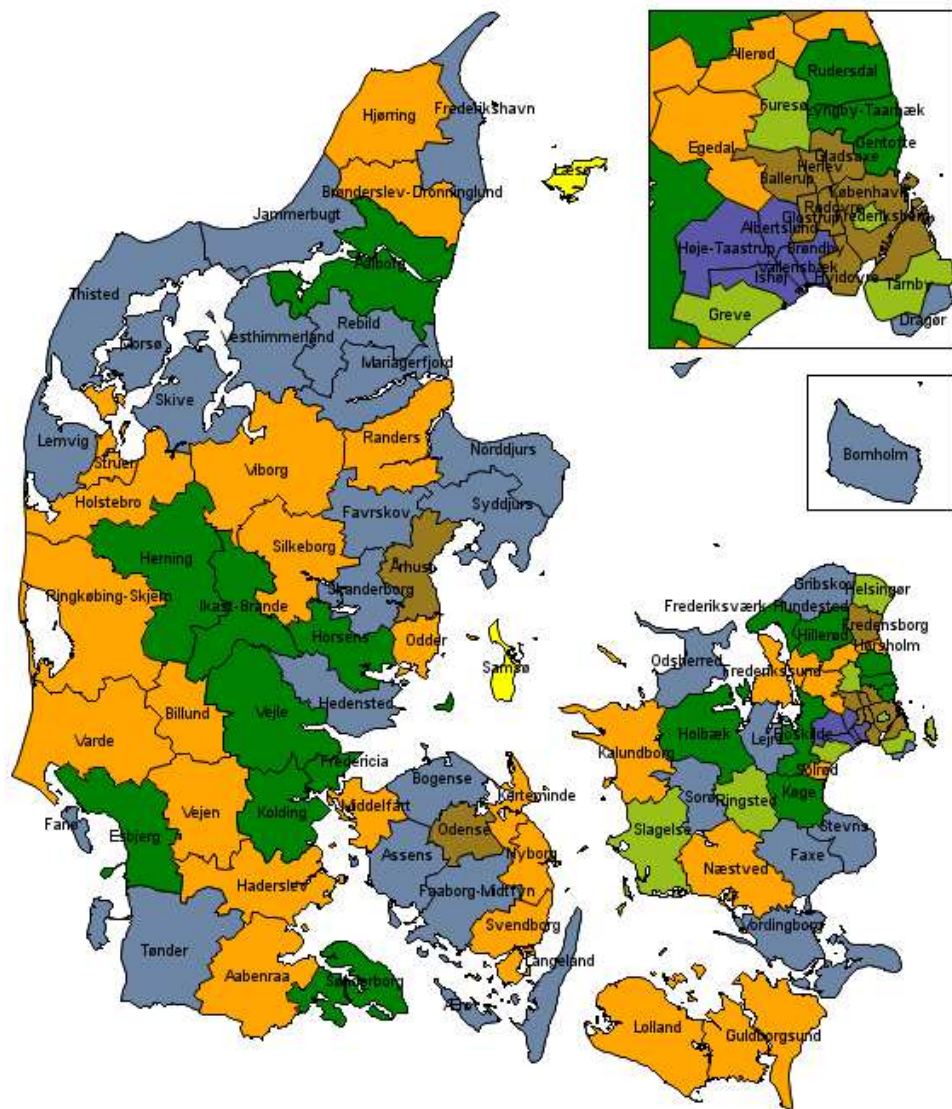 Hjørring
Frederikshavn
Brønderslev-Dronninglund
Jammerbugt
Læsø
Aalborg
Thisted
Rebild
Morsø
Mariagerfjord
Skive
Lemvig
Struer
Viborg
Randers
Norddjurs
Holstebro
Favrskov
Syddjurs
Herning
Silkeborg
Århus
Skanderborg
Ringkøbing-Skjern
Ikast-Brande
Horsens
Odder
Samsø
Hedensted
Billund
Vejle
Varde
Fredericia
Bogense
Middelfart
Kerteminde
Vejen
Kolding
Odense
Fanø
Esbjerg
Assens
Nyborg
Haderslev
Faaborg-Midtfyn
Svendborg
Tønder
Langeland
Aabenraa
Sønderborg
Ærø
Allerød
Rudersdal
Furesø
Lyngby-Taarbæk
Egedal
Gentofte
Gladsaxe
Herlev
Ballerup
København
Rødovre
Glostrup
Frederiksberg
Albertslund
Høje-Taastrup
Brøndby
Vallensbæk
Ishøj
Hvidovre
Tårnby
Greve
Dragør
Bornholm
Gribskov
Helsingør
Frederiksværk
Hundested
Fredensborg
Hillerød
Hørsholm
Odsherred
Frederikssund
Holbæk
Lejre
Roskilde
Kalundborg
Solrød
Sorø
Ringsted
Køge
Slagelse
Stevns
Faxe
Næstved
Vordingborg
Lolland
Guldborgsund